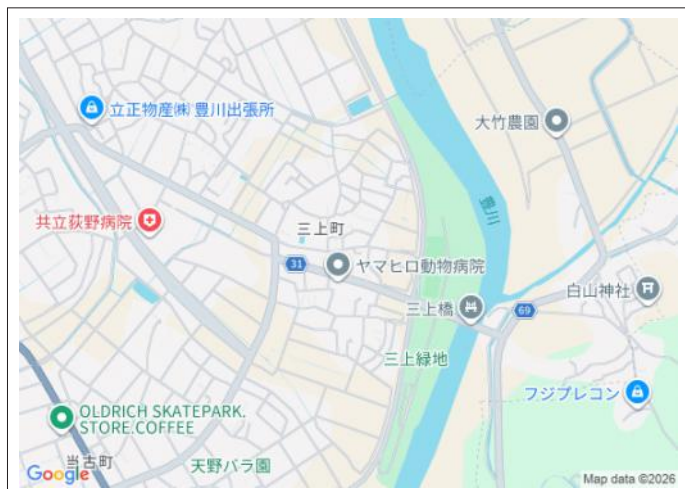 立正物産㈱ 豊川出張所
大竹農園
豊川
共立荻野病院
三上町
31
ヤマヒロ動物病院
白山神社
三上橋
69
三上緑地
フジプレコン
OLDRICH SKATEPARK.
STORE.COFFEE
当古町
天野バラ園
Google
Map data ©2026